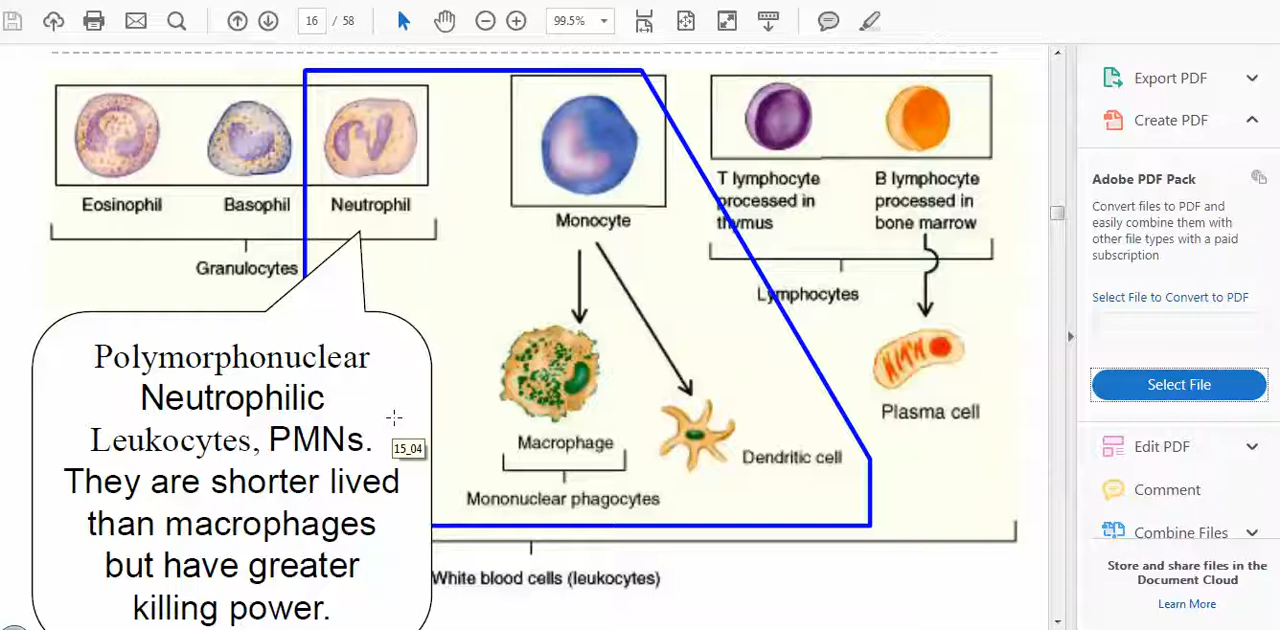 16 / 58
99.5%
Eosinophil
Basophil
Neutrophil
Granulocytes
Monocyte
T lymphocyte
processed in
thymus
B lymphocyte
processed in
bone marrow
Lymphocytes
Macrophage
Mononuclear phagocytes
Dendritic cell
Plasma cell
White blood cells (leukocytes)
Polymorphonuclear
Neutrophilic
Leukocytes, PMNs.
They are shorter lived
than macrophages
but have greater
killing power.
15_04
Export PDF
Create PDF
Adobe PDF Pack
Convert files to PDF and
easily combine them with
other file types with a paid
subscription
Select File to Convert to PDF
Select File
Edit PDF
Comment
Combine Files
Store and share files in the
Document Cloud
Learn More